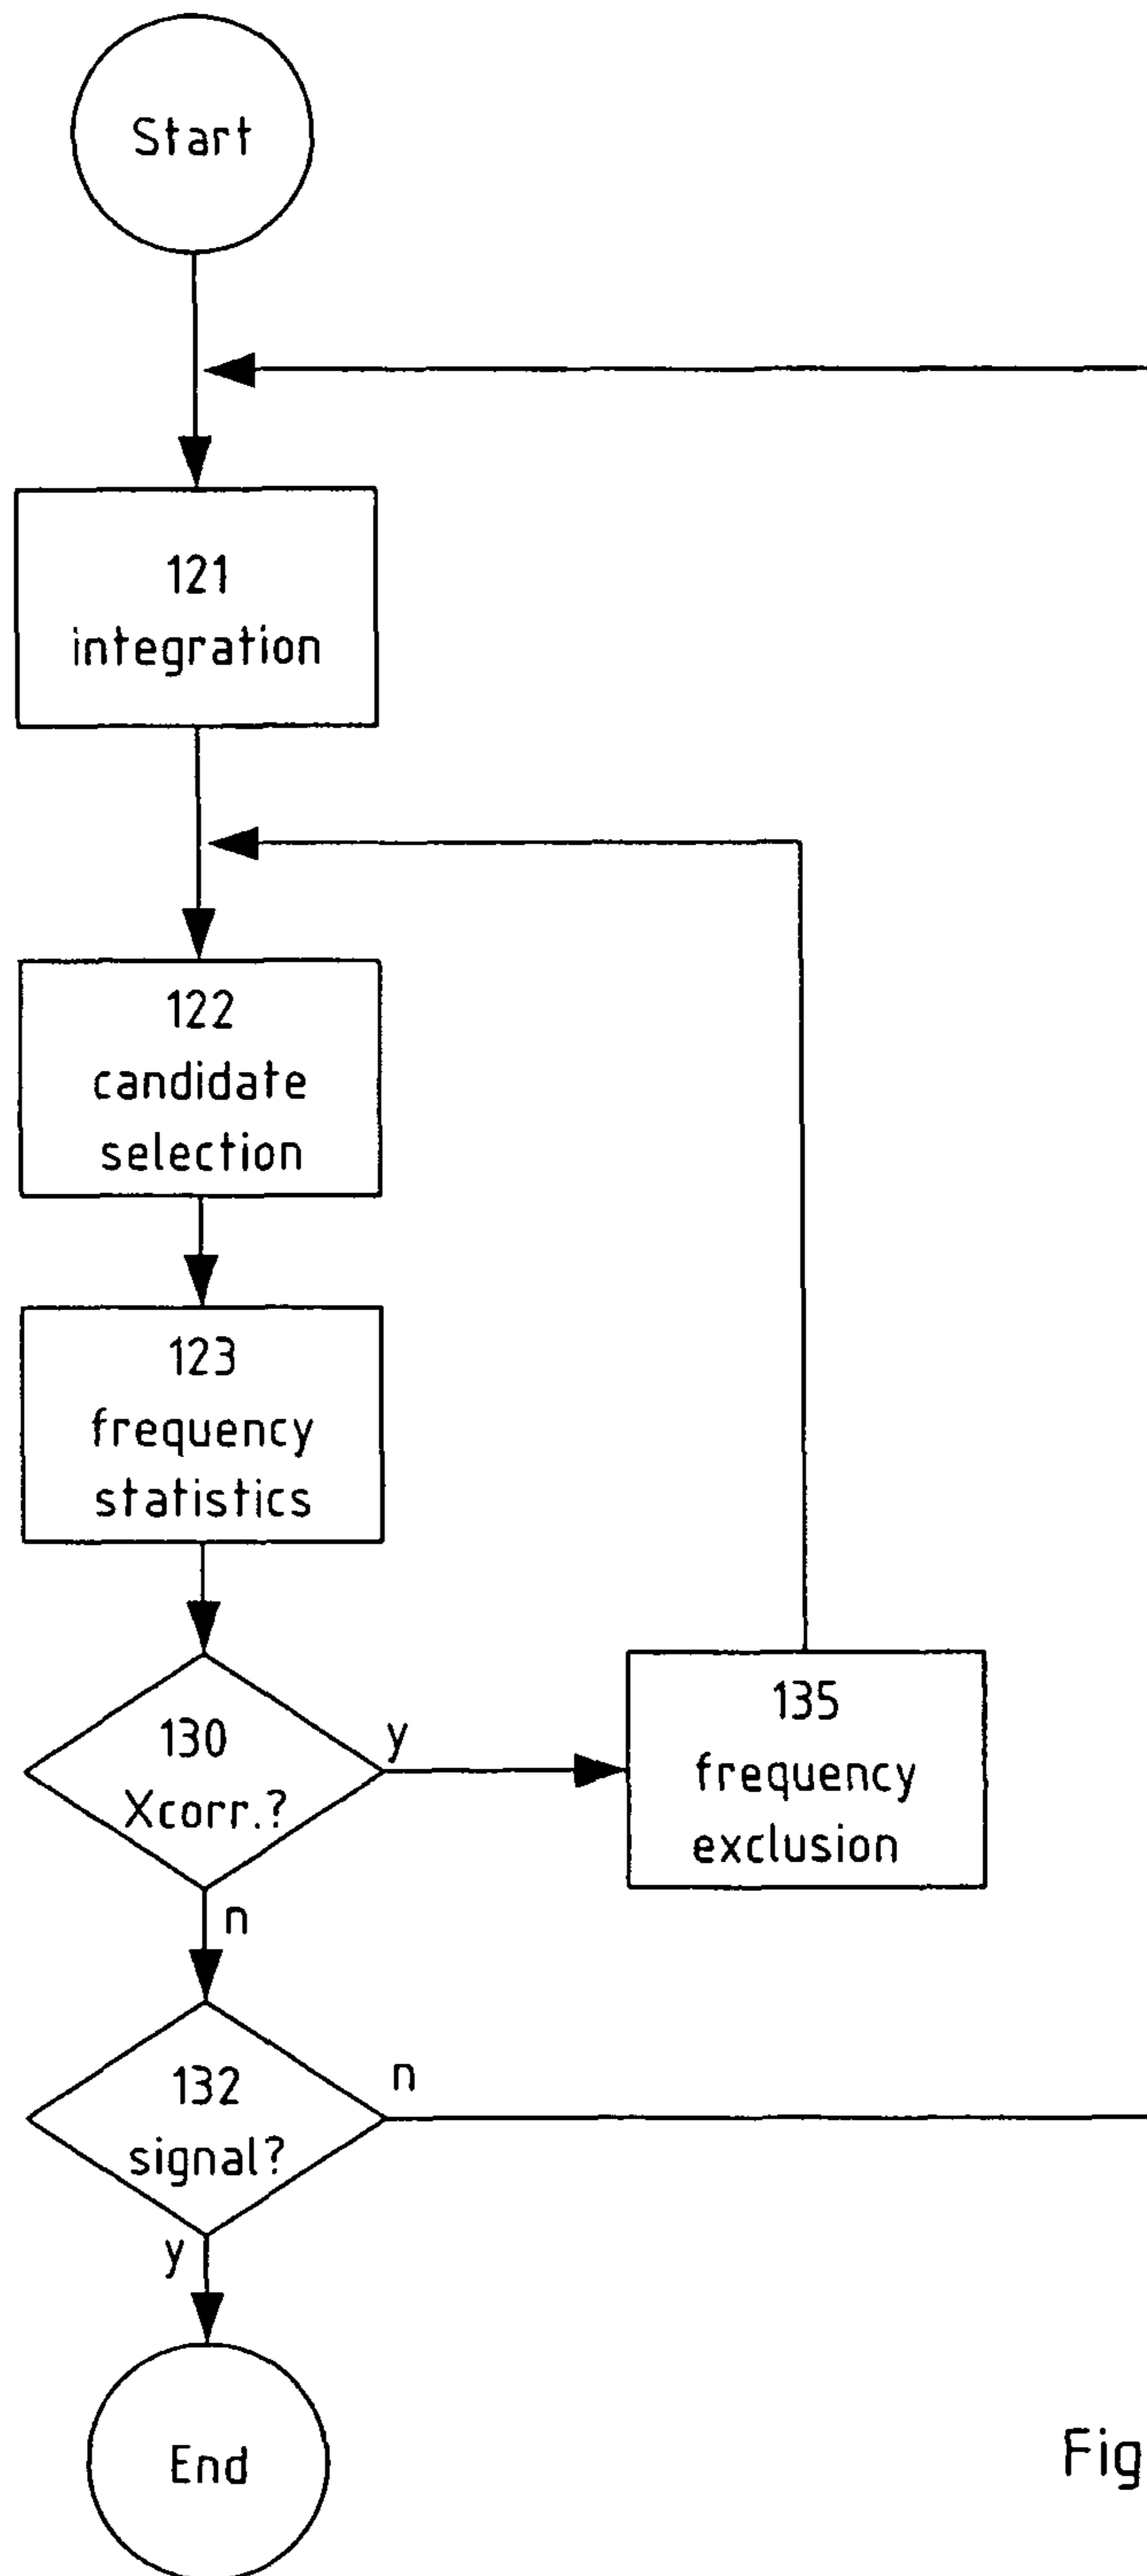 Start
121
integration
122
candidate
selection
123
frequency
statistics
130
Xcorr.?
y
135
frequency
exclusion
n
132
signal?
n
y
End
Fig